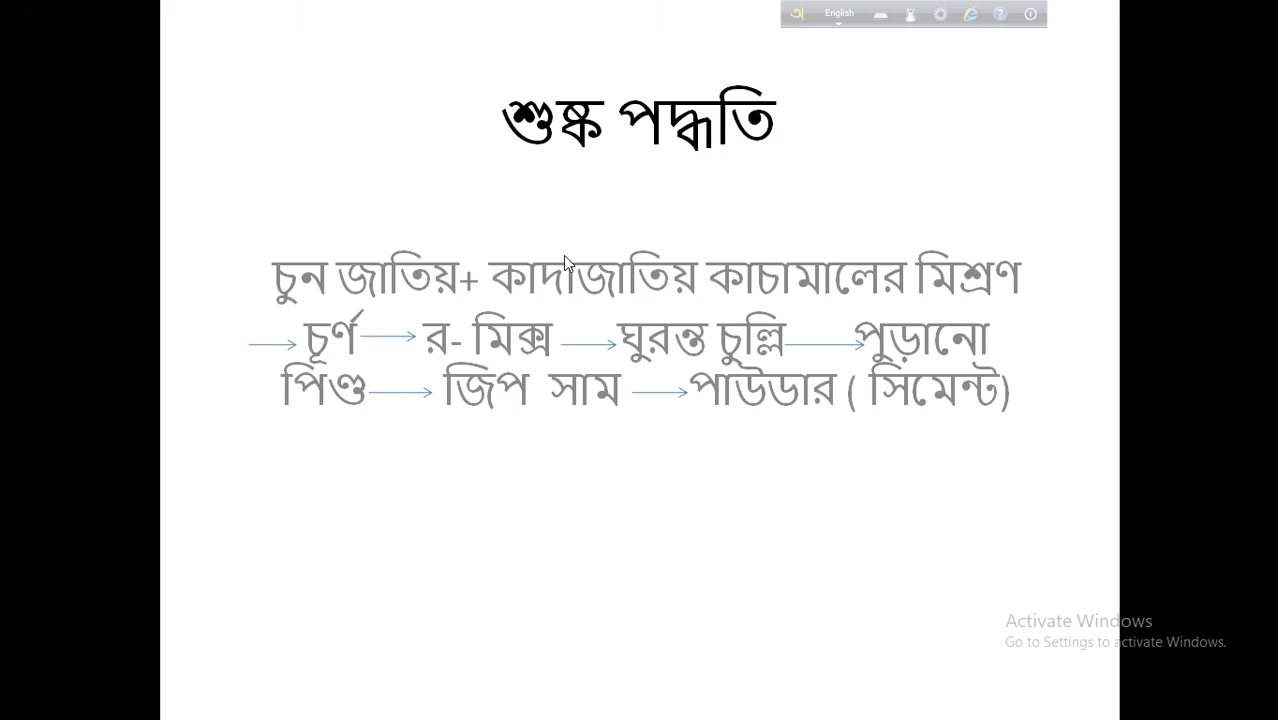 অ English
শুষ্ক পদ্ধতি
চুন জাতিয়+ কাদাজাতিয় কাচামালের মিশ্রণ
চূর্ণ র- মিক্স ঘুরন্ত চুল্লি পুড়ানো
পিণ্ড জিপ সাম পাউডার ( সিমেন্ট)
Activate Windows
Go to Settings to activate Windows.